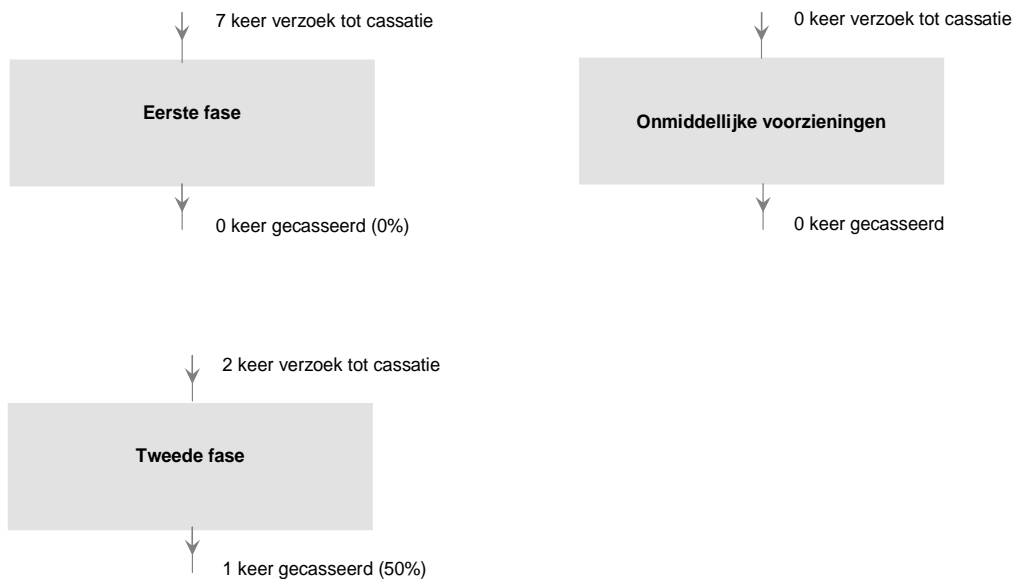 7 keer verzoek tot cassatie
Eerste fase
0 keer gecasseerd (0%)
0 keer verzoek tot cassatie
Onmiddellijke voorzieningen
0 keer gecasseerd
2 keer verzoek tot cassatie
Tweede fase
1 keer gecasseerd (50%)